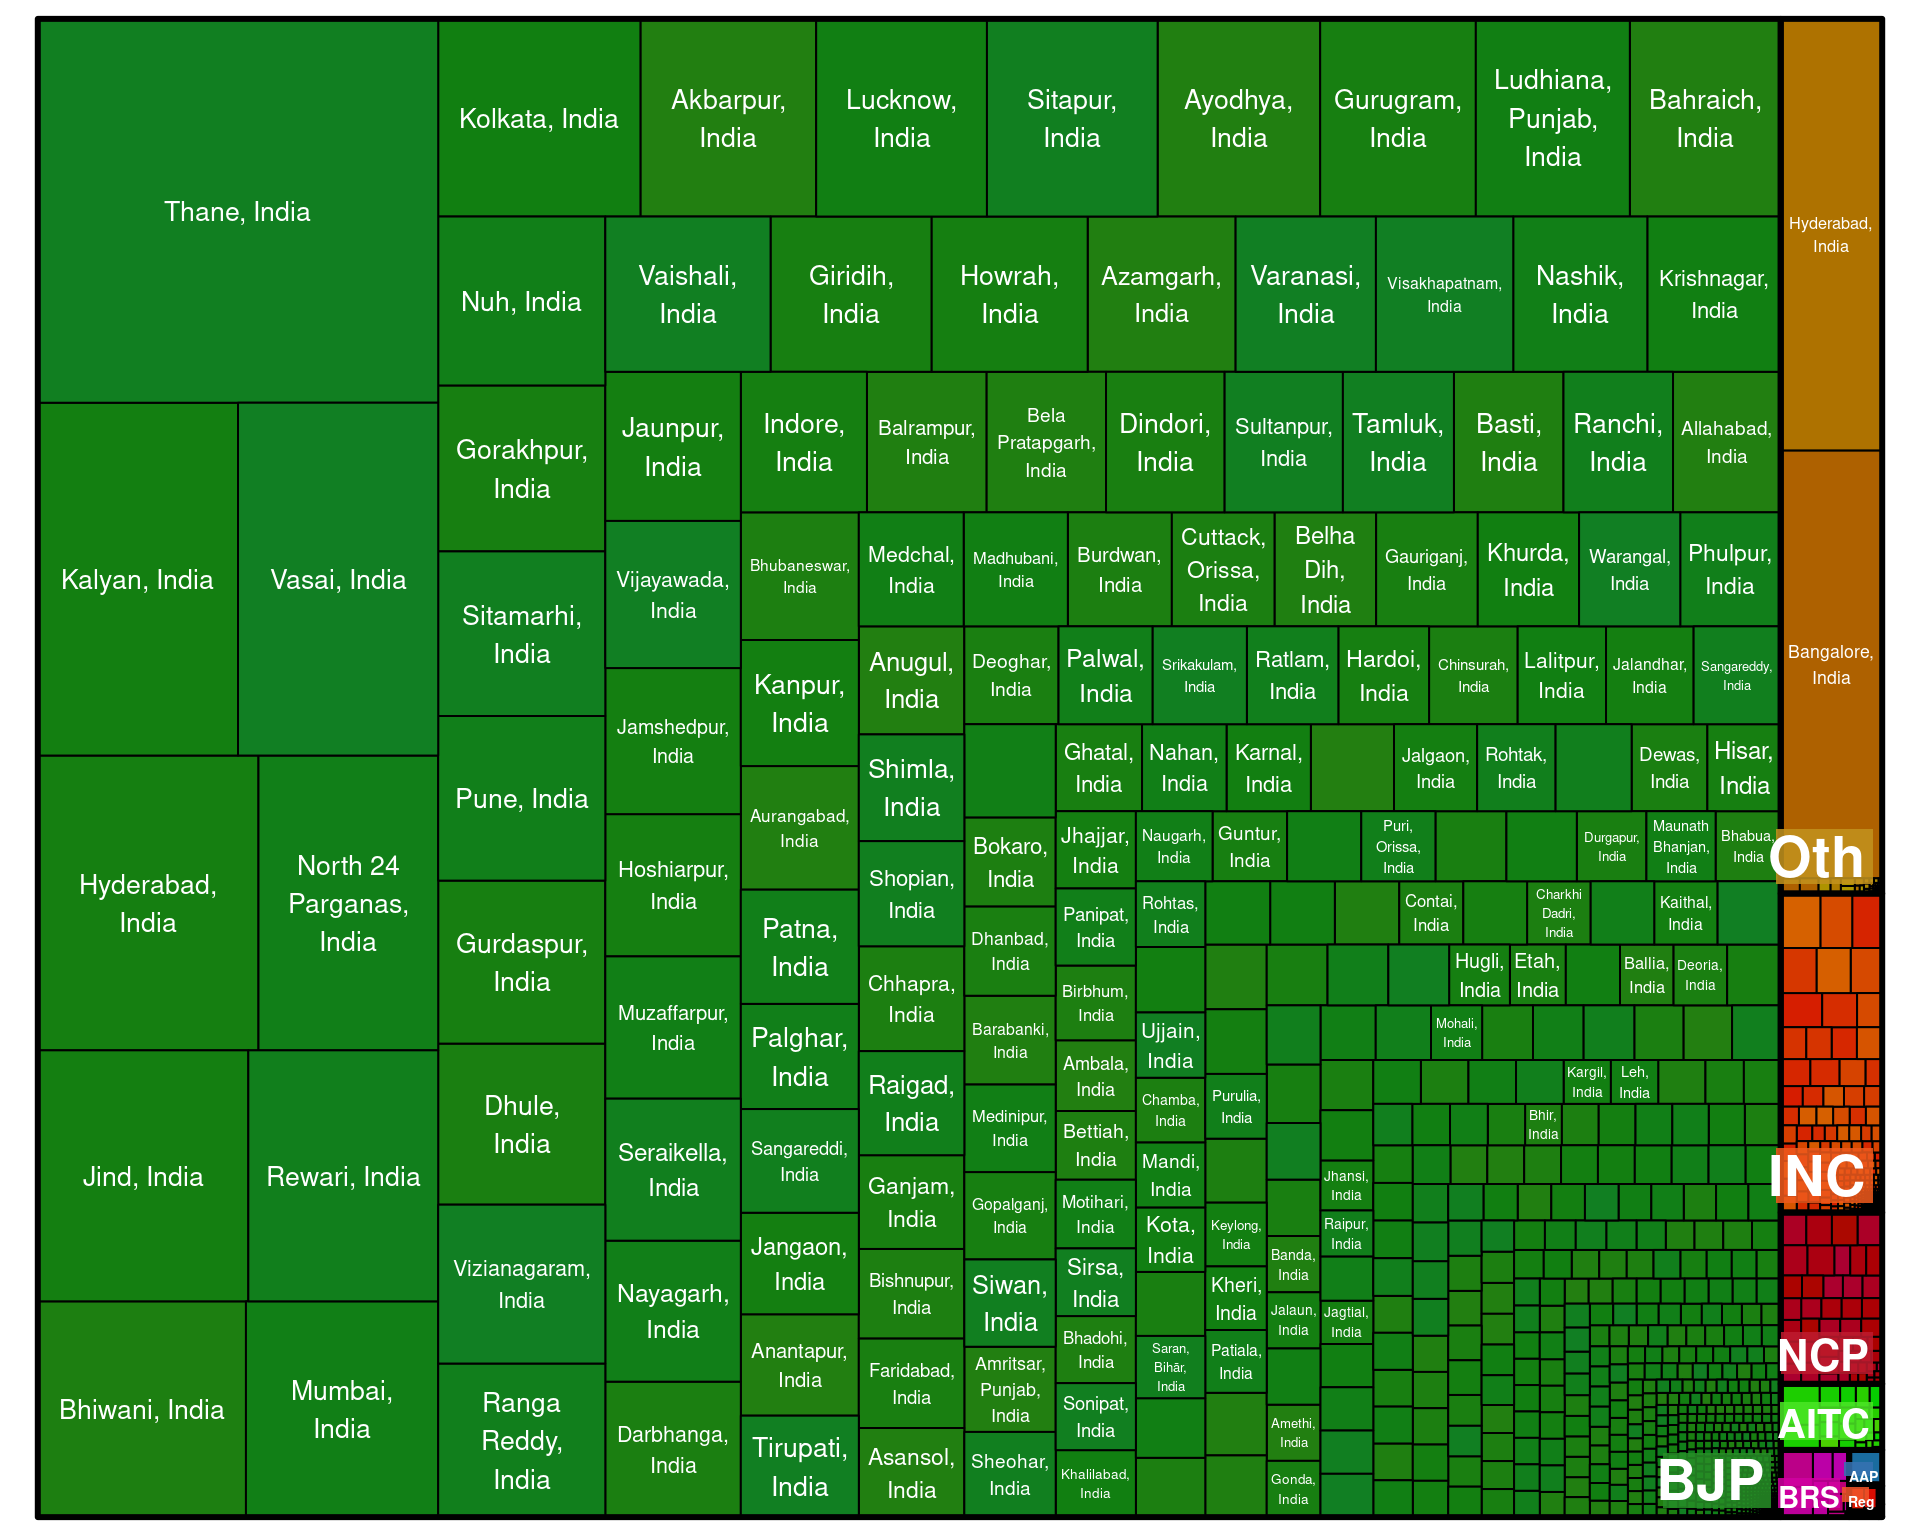 Thane, India
Kolkata, India
Akbarpur,
India
Lucknow,
India
Sitapur,
India
Ayodhya,
India
Gurugram,
India
Ludhiana,
Punjab,
India
Bahraich,
India
Hyderabad,
India
Nuh, India
Vaishali,
India
Giridih,
India
Howrah,
India
Azamgarh,
India
Varanasi,
India
Visakhapatnam,
India
Nashik,
India
Krishnagar,
India
Gorakhpur,
India
Jaunpur,
India
Indore,
India
Balrampur,
India
Bela
Pratapgarh,
India
Dindori,
India
Sultanpur,
India
Tamluk,
India
Basti,
India
Ranchi,
India
Allahabad,
India
Kalyan, India
Vasai, India
Sitamarhi,
India
Vijayawada,
India
Bhubaneswar,
India
Medchal,
India
Madhubani,
India
Burdwan,
India
Cuttack,
Orissa,
India
Belha
Dih,
India
Gauriganj,
India
Khurda,
India
Warangal,
India
Phulpur,
India
Kanpur,
India
Anugul,
India
Deoghar,
India
Palwal,
India
Srikakulam,
India
Ratlam,
India
Hardoi,
India
Chinsurah,
India
Lalitpur,
India
Jalandhar,
India
Sangareddy,
India
Bangalore,
India
Pune, India
Jamshedpur,
India
Aurangabad,
India
Shimla,
India
Ghatal,
India
Nahan,
India
Karnal,
India
Jalgaon,
India
Rohtak,
India
Dewas,
India
Hisar,
India
Hyderabad,
India
North 24
Parganas,
India
Gurdaspur,
India
Hoshiarpur,
India
Patna,
India
Shopian,
India
Bokaro,
India
Jhajjar,
India
Naugarh,
India
Guntur,
India
Puri,
Orissa,
India
Durgapur,
India
Maunath
Bhanjan,
India
Bhabua,
India
Oth
Dhanbad,
India
Panipat,
India
Rohtas,
India
Contai,
India
Charkhi
Dadri,
India
Kaithal,
India
Muzaffarpur,
India
Palghar,
India
Chhapra,
India
Barabanki,
India
Birbhum,
India
Hugli,
India
Etah,
India
Ballia,
India
Deoria,
India
Ujjain,
India
Mohali,
India
Jind, India
Rewari, India
Dhule,
India
Seraikella,
India
Sangareddi,
India
Raigad,
India
Medinipur,
India
Ambala,
India
Chamba,
India
Purulia,
India
Kargil,
India
Leh,
India
Bhir,
India
Bettiah,
India
Mandi,
India
Jhansi,
India
INC
Vizianagaram,
India
Nayagarh,
India
Jangaon,
India
Ganjam,
India
Gopalganj,
India
Motihari,
India
Kota,
India
Keylong,
India
Raipur,
India
Banda,
India
Bishnupur,
India
Siwan,
India
Sirsa,
India
Kheri,
India
Jalaun,
India
Jagtial,
India
Bhiwani, India
Mumbai,
India
Ranga
Reddy,
India
Darbhanga,
India
Anantapur,
India
Faridabad,
India
Amritsar,
Punjab,
India
Bhadohi,
India
Saran,
Bihār,
India
Patiala,
India
NCP
Tirupati,
India
Asansol,
India
Sheohar,
India
Sonipat,
India
Khalilabad,
India
Amethi,
India
Gonda,
India
AITC
BJP
BRS
AAP
Reg